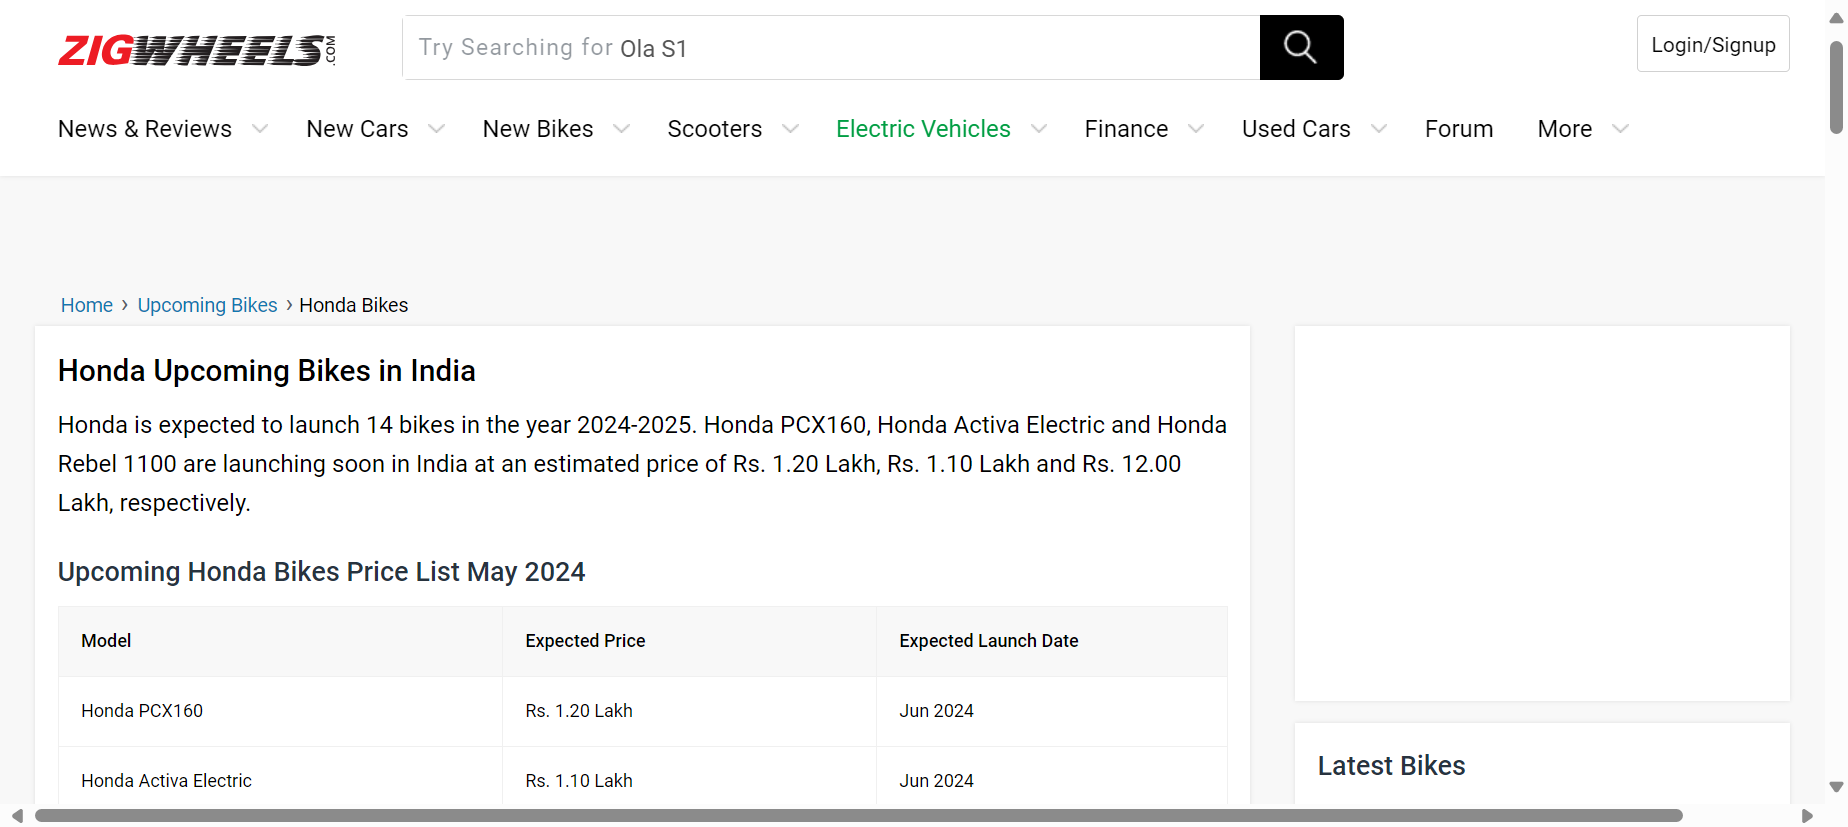 ZIGWHEELS.COM
Try Searching for Ola S1
Login/Signup
News & Reviews New Cars New Bikes Scooters Electric Vehicles Finance Used Cars Forum More
Home › Upcoming Bikes › Honda Bikes
Honda Upcoming Bikes in India
Honda is expected to launch 14 bikes in the year 2024-2025. Honda PCX160, Honda Activa Electric and Honda
Rebel 1100 are launching soon in India at an estimated price of Rs. 1.20 Lakh, Rs. 1.10 Lakh and Rs. 12.00
Lakh, respectively.
Upcoming Honda Bikes Price List May 2024
Model Expected Price Expected Launch Date
Honda PCX160 Rs. 1.20 Lakh Jun 2024
Honda Activa Electric Rs. 1.10 Lakh Jun 2024
Latest Bikes